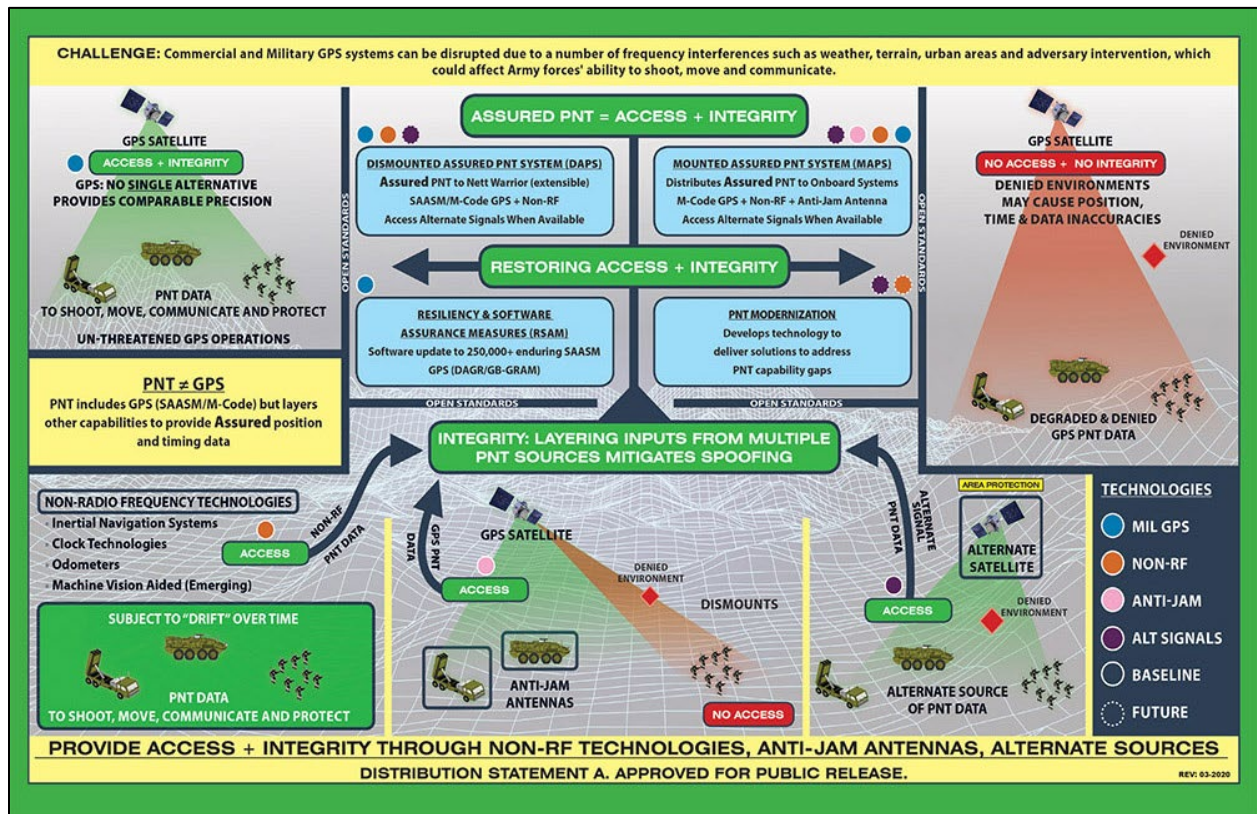 CHALLENGE: Commercial and Military GPS systems can be disrupted due to a number of frequency interferences such as weather, terrain, urban areas and adversary intervention, which
could affect Army forces' ability to shoot, move and communicate.
GPS SATELLITE
ACCESS + INTEGRITY
GPS: NO SINGLE ALTERNATIVE
PROVIDES COMPARABLE PRECISION
PNT DATA
TO SHOOT, MOVE, COMMUNICATE AND PROTECT
UN-THREATENED GPS OPERATIONS
PNT ≠ GPS
PNT includes GPS (SAASM/M-Code) but layers
other capabilities to provide Assured position
and timing data
OPEN STANDARDS
ASSURED PNT = ACCESS + INTEGRITY
DISMOUNTED ASSURED PNT SYSTEM (DAPS)
Assured PNT to Nett Warrior (extensible)
SAASM/M-Code GPS + Non-RF
Access Alternate Signals When Available
MOUNTED ASSURED PNT SYSTEM (MAPS)
Distributes Assured PNT to Onboard Systems
M-Code GPS + Non-RF + Anti-Jam Antenna
Access Alternate Signals When Available
RESTORING ACCESS + INTEGRITY
RESILIENCY & SOFTWARE
ASSURANCE MEASURES (RSAM)
Software update to 250,000+ enduring SAASM
GPS (DAGR/GB-GRAM)
PNT MODERNIZATION
Develops technology to
deliver solutions to address
PNT capability gaps
OPEN STANDARDS
OPEN STANDARDS
OPEN STANDARDS
GPS SATELLITE
NO ACCESS + NO INTEGRITY
DENIED ENVIRONMENTS
MAY CAUSE POSITION,
TIME & DATA INACCURACIES
DENIED
ENVIRONMENT
DEGRADED & DENIED
GPS PNT DATA
INTEGRITY: LAYERING INPUTS FROM MULTIPLE
PNT SOURCES MITIGATES SPOOFING
NON-RADIO FREQUENCY TECHNOLOGIES
· Inertial Navigation Systems
· Clock Technologies
· Odometers
· Machine Vision Aided (Emerging)
ACCESS
NON-RF
PNT DATA
SUBJECT TO "DRIFT" OVER TIME
PNT DATA
TO SHOOT, MOVE, COMMUNICATE AND PROTECT
GPS PNT
DATA
ACCESS
GPS SATELLITE
DENIED
ENVIRONMENT
DISMOUNTS
ANTI-JAM
ANTENNAS
NO ACCESS
ALTERNATE
SIGNAL
PNT DATA
ACCESS
AREA PROTECTION
ALTERNATE
SATELLITE
DENIED
ENVIRONMENT
ALTERNATE SOURCE
OF PNT DATA
TECHNOLOGIES
MIL GPS
NON-RF
ANTI-JAM
ALT SIGNALS
BASELINE
FUTURE
PROVIDE ACCESS + INTEGRITY THROUGH NON-RF TECHNOLOGIES, ANTI-JAM ANTENNAS, ALTERNATE SOURCES
DISTRIBUTION STATEMENT A. APPROVED FOR PUBLIC RELEASE.
REV: 03-2020